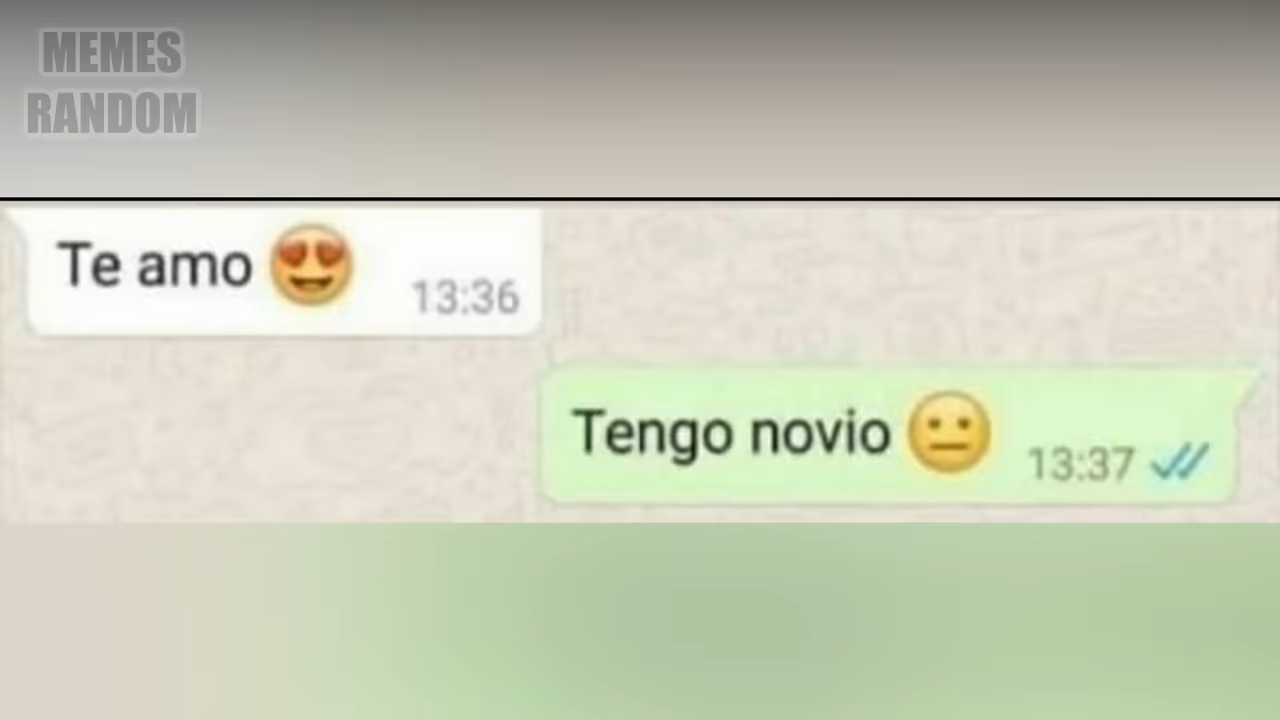 MEMES
RANDOM
Te amo 😍
13:36
Tengo novio 😐
13:37